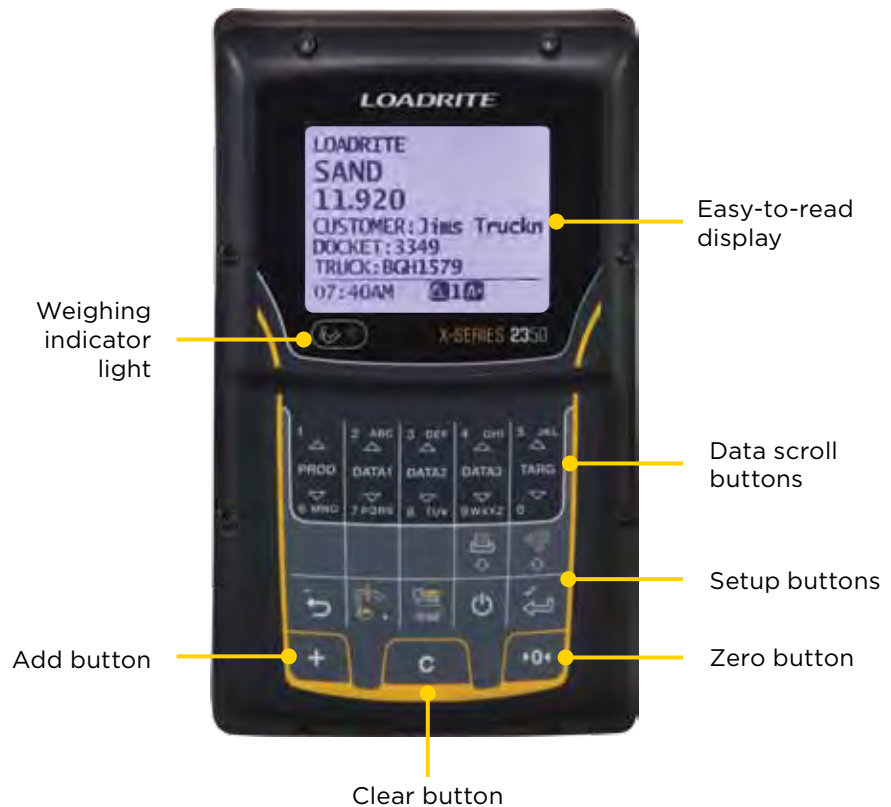 LOADRITE
LOADRITE
SAND
11.920
CUSTOMER:Jims Truckn
DOCKET:3349
TRUCK:BGH1579
07:40AM 1
Easy-to-read
display
Weighing
indicator
light
X-SERIES 2350
1 2 ABC 3 DEF 4 GHI 5 JKL
PROD DATA1 DATA2 DATA3 TARG
6 MNO 7 PQRS 8 TUV 9 WXYZ 0
Data scroll
buttons
Setup buttons
Add button
+
C
0
Zero button
Clear button